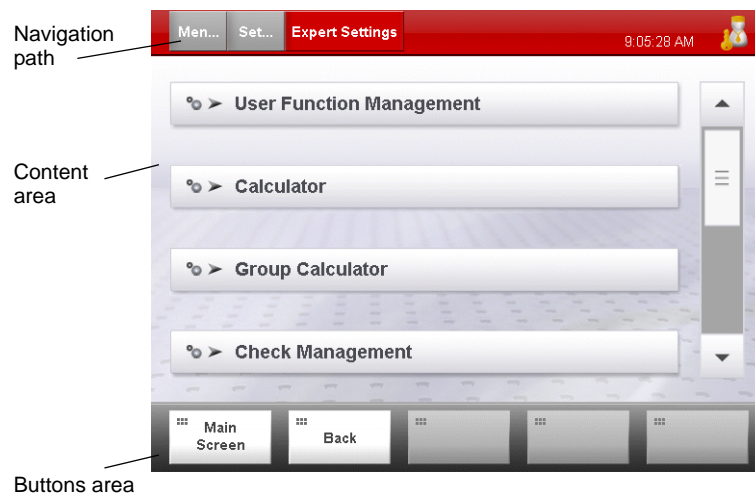 Navigation
path
Men...
Set...
Expert Settings
9:05:28 AM
User Function Management
Content
area
Calculator
Group Calculator
Check Management
Main
Screen
Back
Buttons area